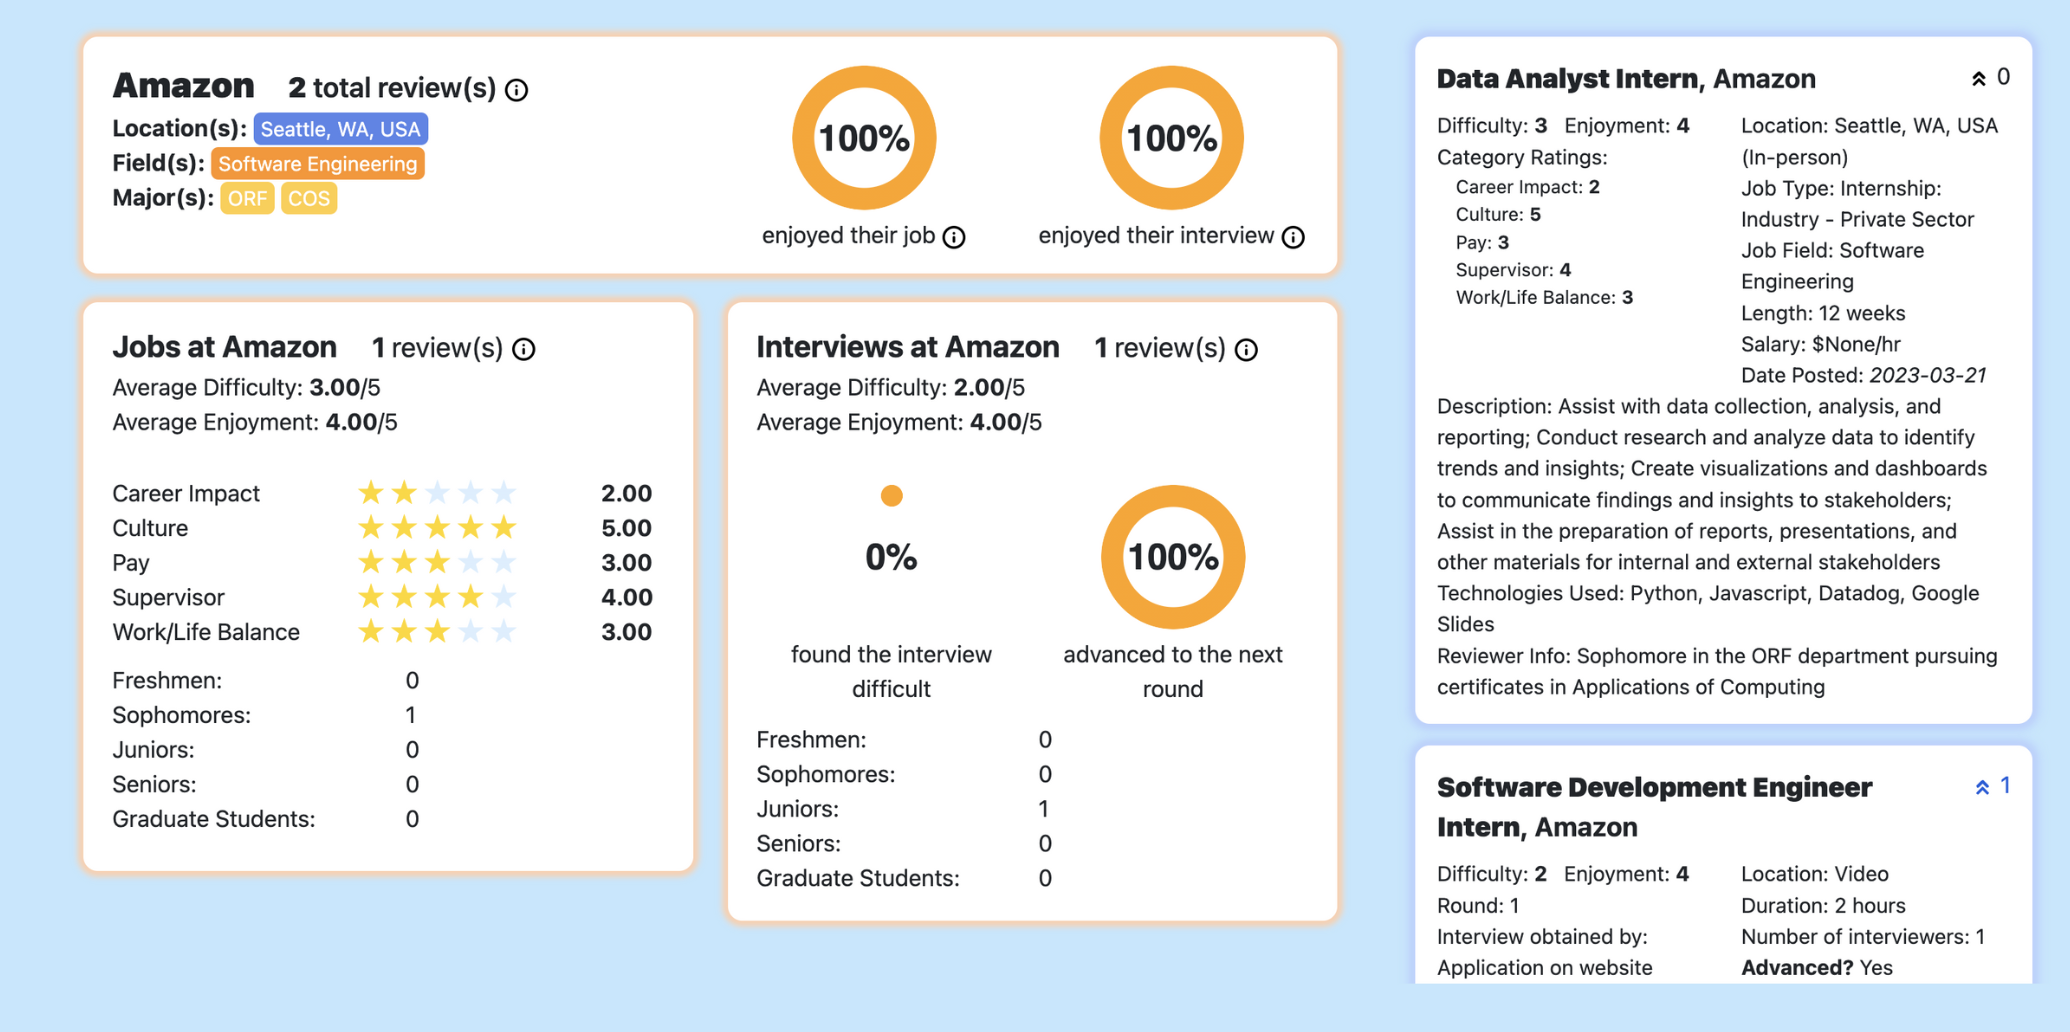 Amazon 2 total review(s)
Location(s): Seattle, WA, USA
Field(s): Software Engineering
Major(s): ORF COS
100%
enjoyed their job
100%
enjoyed their interview
Jobs at Amazon 1 review(s)
Average Difficulty: 3.00/5
Average Enjoyment: 4.00/5
Career Impact 2.00
Culture 5.00
Pay 3.00
Supervisor 4.00
Work/Life Balance 3.00
Freshmen: 0
Sophomores: 1
Juniors: 0
Seniors: 0
Graduate Students: 0
Interviews at Amazon 1 review(s)
Average Difficulty: 2.00/5
Average Enjoyment: 4.00/5
0%
found the interview
difficult
100%
advanced to the next
round
Freshmen: 0
Sophomores: 0
Juniors: 1
Seniors: 0
Graduate Students: 0
Data Analyst Intern, Amazon 0
Difficulty: 3 Enjoyment: 4
Category Ratings:
Career Impact: 2
Culture: 5
Pay: 3
Supervisor: 4
Work/Life Balance: 3
Location: Seattle, WA, USA
(In-person)
Job Type: Internship:
Industry - Private Sector
Job Field: Software
Engineering
Length: 12 weeks
Salary: $None/hr
Date Posted: 2023-03-21
Description: Assist with data collection, analysis, and
reporting; Conduct research and analyze data to identify
trends and insights; Create visualizations and dashboards
to communicate findings and insights to stakeholders;
Assist in the preparation of reports, presentations, and
other materials for internal and external stakeholders
Technologies Used: Python, Javascript, Datadog, Google
Slides
Reviewer Info: Sophomore in the ORF department pursuing
certificates in Applications of Computing
Software Development Engineer 1
Intern, Amazon
Difficulty: 2 Enjoyment: 4
Round: 1
Interview obtained by:
Application on website
Location: Video
Duration: 2 hours
Number of interviewers: 1
Advanced? Yes